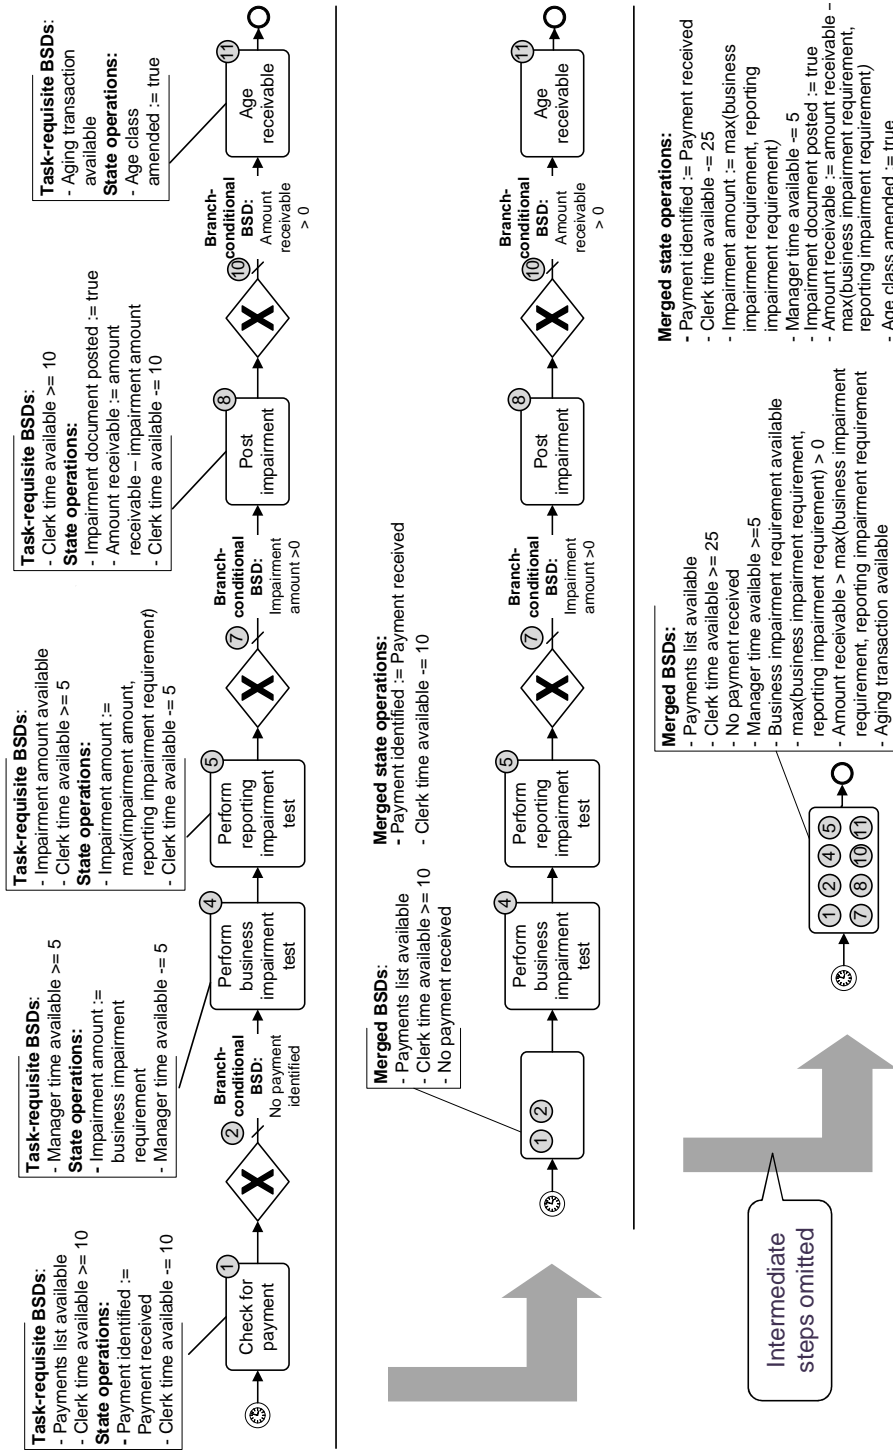 Task-requisite BSDs:
- Payments list available
- Clerk time available >= 10
State operations:
- Payment identified :=
Payment received
- Clerk time available -= 10
Task-requisite BSDs:
- Manager time available >= 5
State operations:
- Impairment amount :=
business impairment
requirement
- Manager time available -= 5
Task-requisite BSDs:
- Impairment amount available
- Clerk time available >= 5
State operations:
- Impairment amount :=
max(impairment amount,
reporting impairment requirement)
- Clerk time available -= 5
Task-requisite BSDs:
- Clerk time available >= 10
State operations:
- Impairment document posted := true
- Amount receivable := amount
receivable – impairment amount
- Clerk time available -= 10
Task-requisite BSDs:
- Aging transaction
available
State operations:
- Age class
amended := true
1
Check for
payment
X
2
Branch-
conditional
BSD:
No payment
identified
4
Perform
business
impairment
test
5
Perform
reporting
impairment
test
X
7
Branch-
conditional
BSD:
Impairment
amount >0
8
Post
impairment
X
10
Branch-
conditional
BSD:
Amount
receivable
> 0
11
Age
receivable
Merged BSDs:
- Payments list available
- Clerk time available >= 10
- No payment received
Merged state operations:
- Payment identified := Payment received
- Clerk time available -= 10
1 2
4
Perform
business
impairment
test
5
Perform
reporting
impairment
test
X
7
Branch-
conditional
BSD:
Impairment
amount >0
8
Post
impairment
X
10
Branch-
conditional
BSD:
Amount
receivable
> 0
11
Age
receivable
Intermediate
steps omitted
1 2 4 5
7 8 10 11
Merged BSDs:
- Payments list available
- Clerk time available >= 25
- No payment received
- Manager time available >=5
- Business impairment requirement available
- max(business impairment requirement,
reporting impairment requirement) > 0
- Amount receivable > max(business impairment
requirement, reporting impairment requirement
- Aging transaction available
Merged state operations:
- Payment identified := Payment received
- Clerk time available -= 25
- Impairment amount := max(business
impairment requirement, reporting
impairment requirement)
- Manager time available -= 5
- Impairment document posted := true
- Amount receivable := amount receivable –
max(business impairment requirement,
reporting impairment requirement)
- Age class amended := true